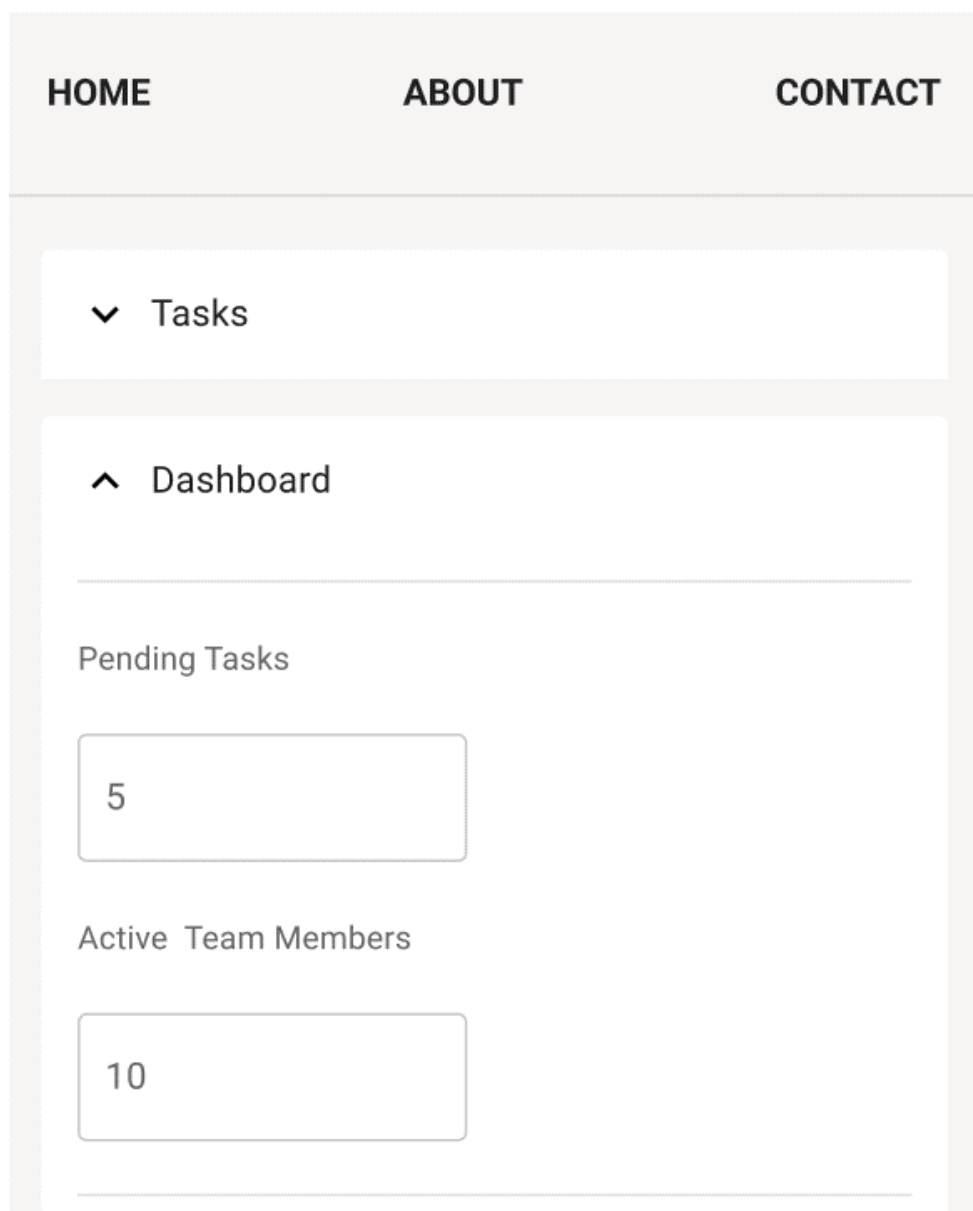 HOME ABOUT CONTACT
Tasks
Dashboard
Pending Tasks
5
Active  Team Members
10